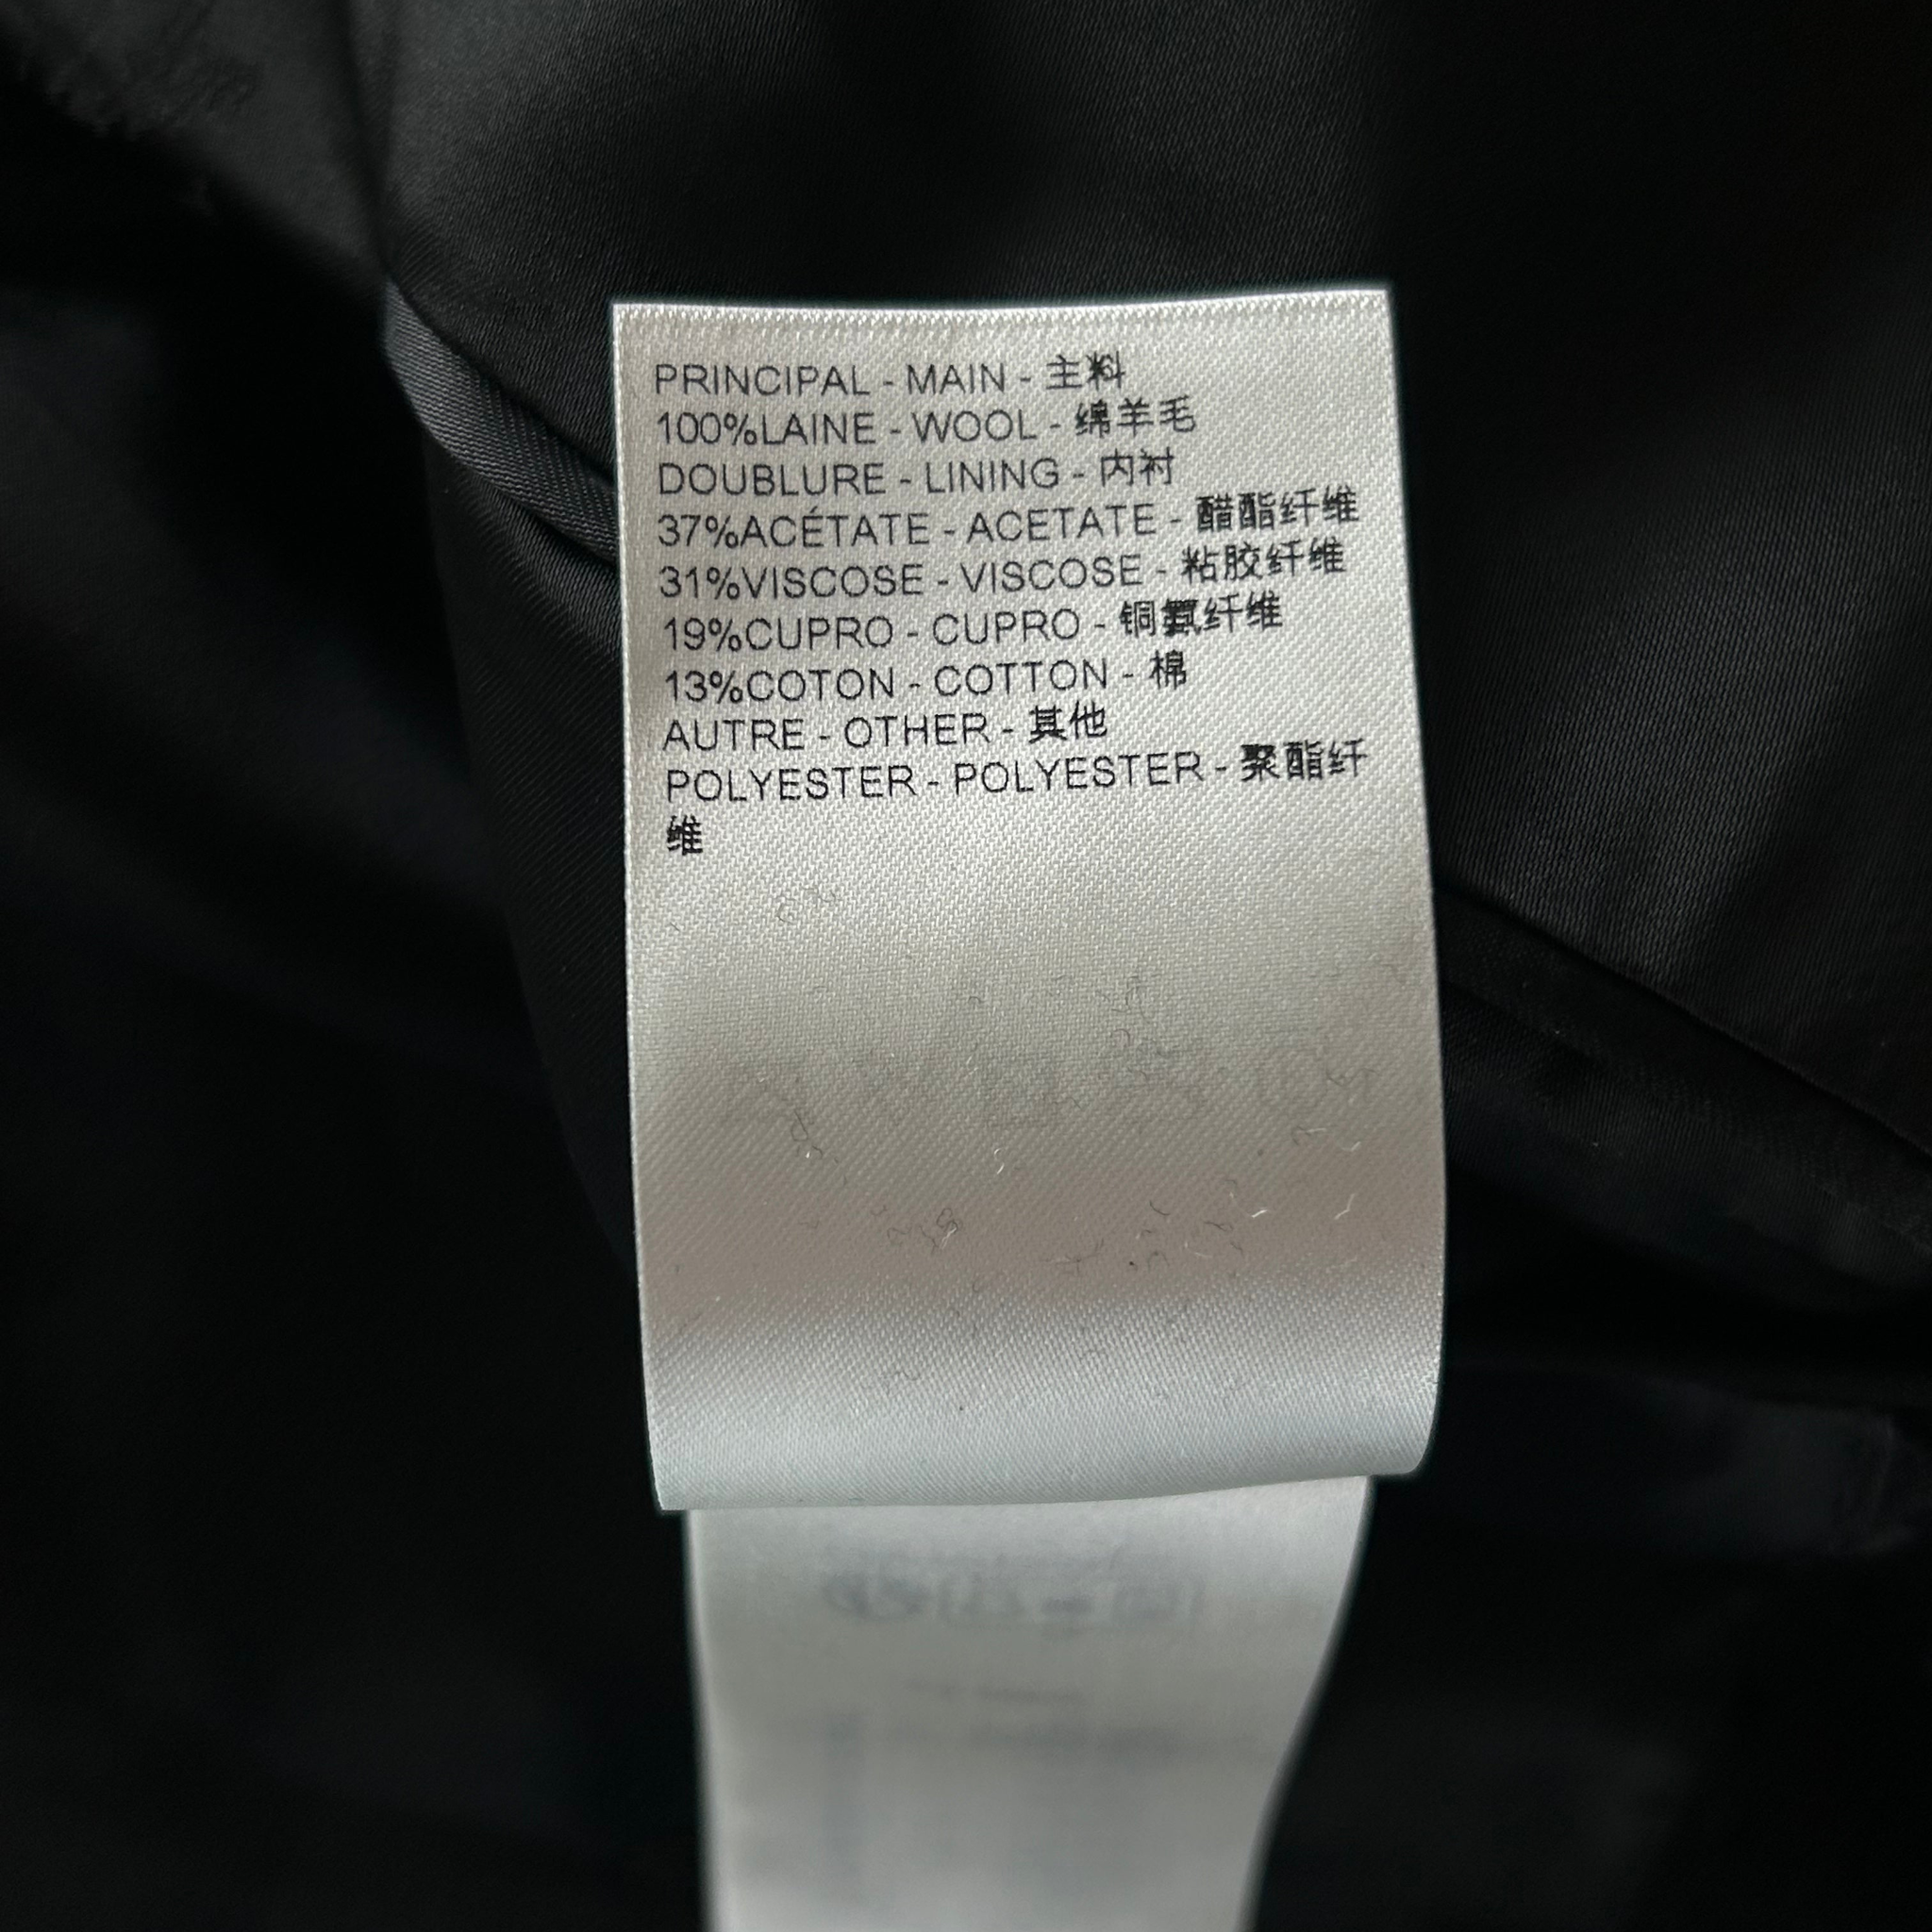 PRINCIPAL - MAIN - 主料
100%LAINE - WOOL - 绵羊毛
DOUBLURE - LINING - 内衬
37%ACÉTATE - ACETATE - 醋酯纤维
31%VISCOSE - VISCOSE - 粘胶纤维
19%CUPRO - CUPRO - 铜氨纤维
13%COTON - COTTON - 棉
AUTRE - OTHER - 其他
POLYESTER - POLYESTER - 聚酯纤
维